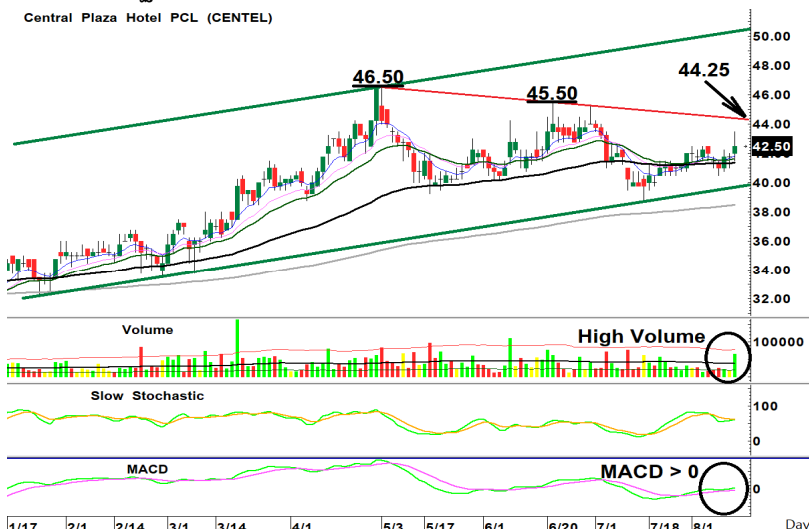 Central Plaza Hotel PCL (CENTEL)
50.00
48.00
46.50
44.25
46.00
45.50
44.00
42.50
40.00
38.00
36.00
34.00
32.00
Volume
High Volume
100000
Slow Stochastic
100
0
MACD
MACD > 0
0
1/17 2/1 2/14 3/1 3/14 4/1 5/3 5/17 6/1 6/20 7/1 7/18 8/1